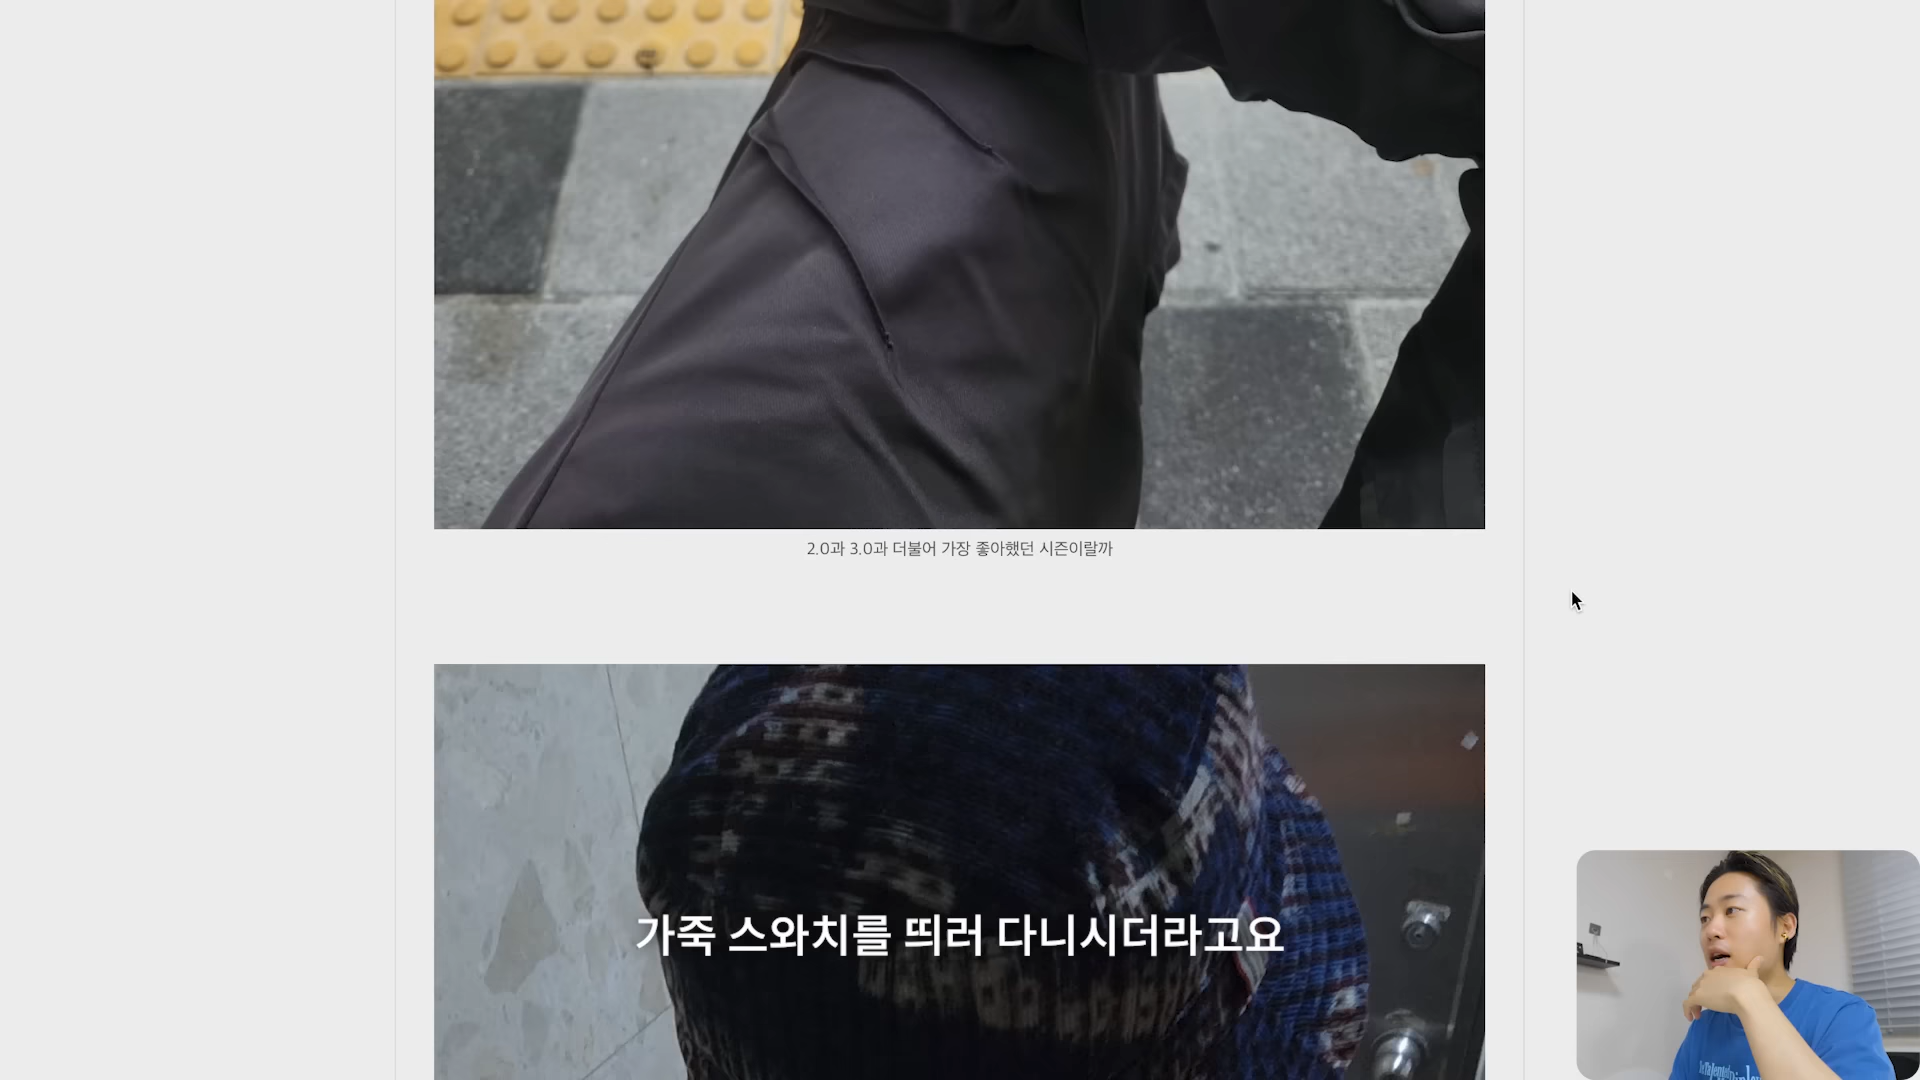 2.0과 3.0과 더불어 가장 좋아했던 시즌이랄까
가죽 스와치를 띄러 다니시더라고요